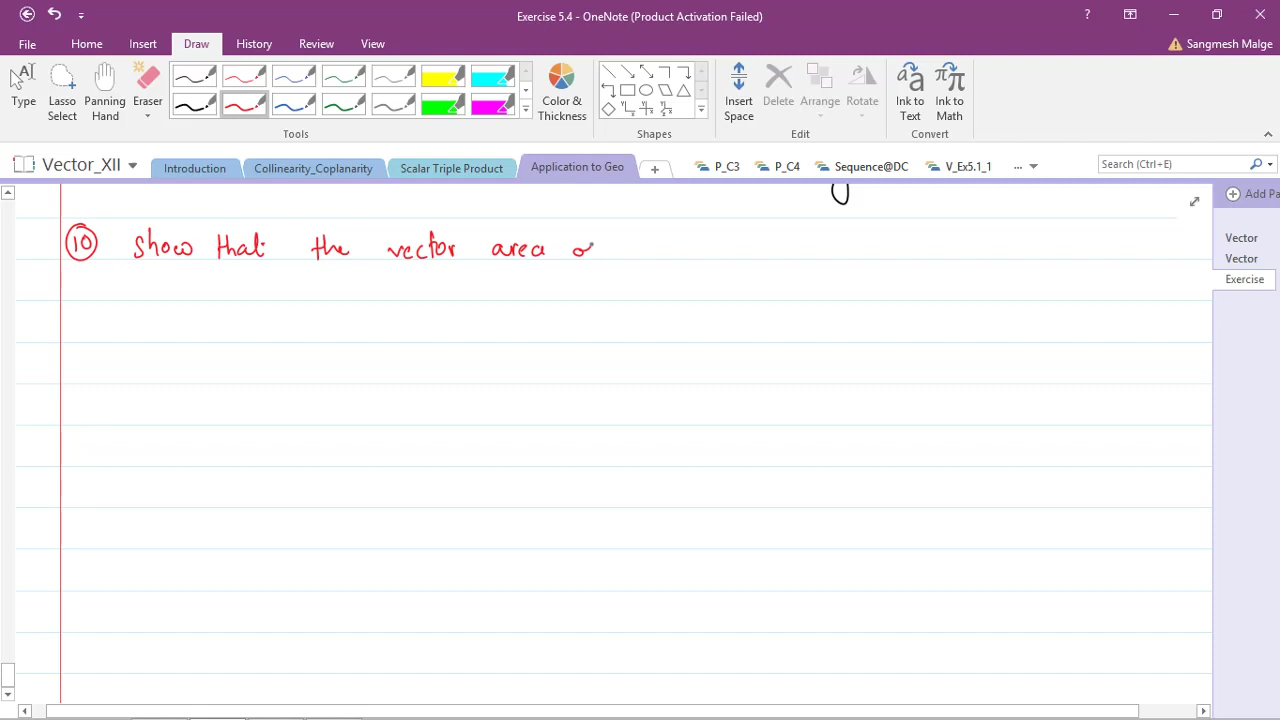 Exercise 5.4 - OneNote (Product Activation Failed)
File Home Insert Draw History Review View Sangmesh Malge
Type Lasso Select Panning Hand Eraser Color & Thickness Insert Space Delete Arrange Rotate Ink to Text Ink to Math
Tools Shapes Edit Convert
Vector_XII Introduction Collinearity_Coplanarity Scalar Triple Product Application to Geo P_C3 P_C4 Sequence@DC V_Ex5.1_1 ... Search (Ctrl+E)
Add Pa
10 Show that the vector area o
Vector
Vector
Exercise